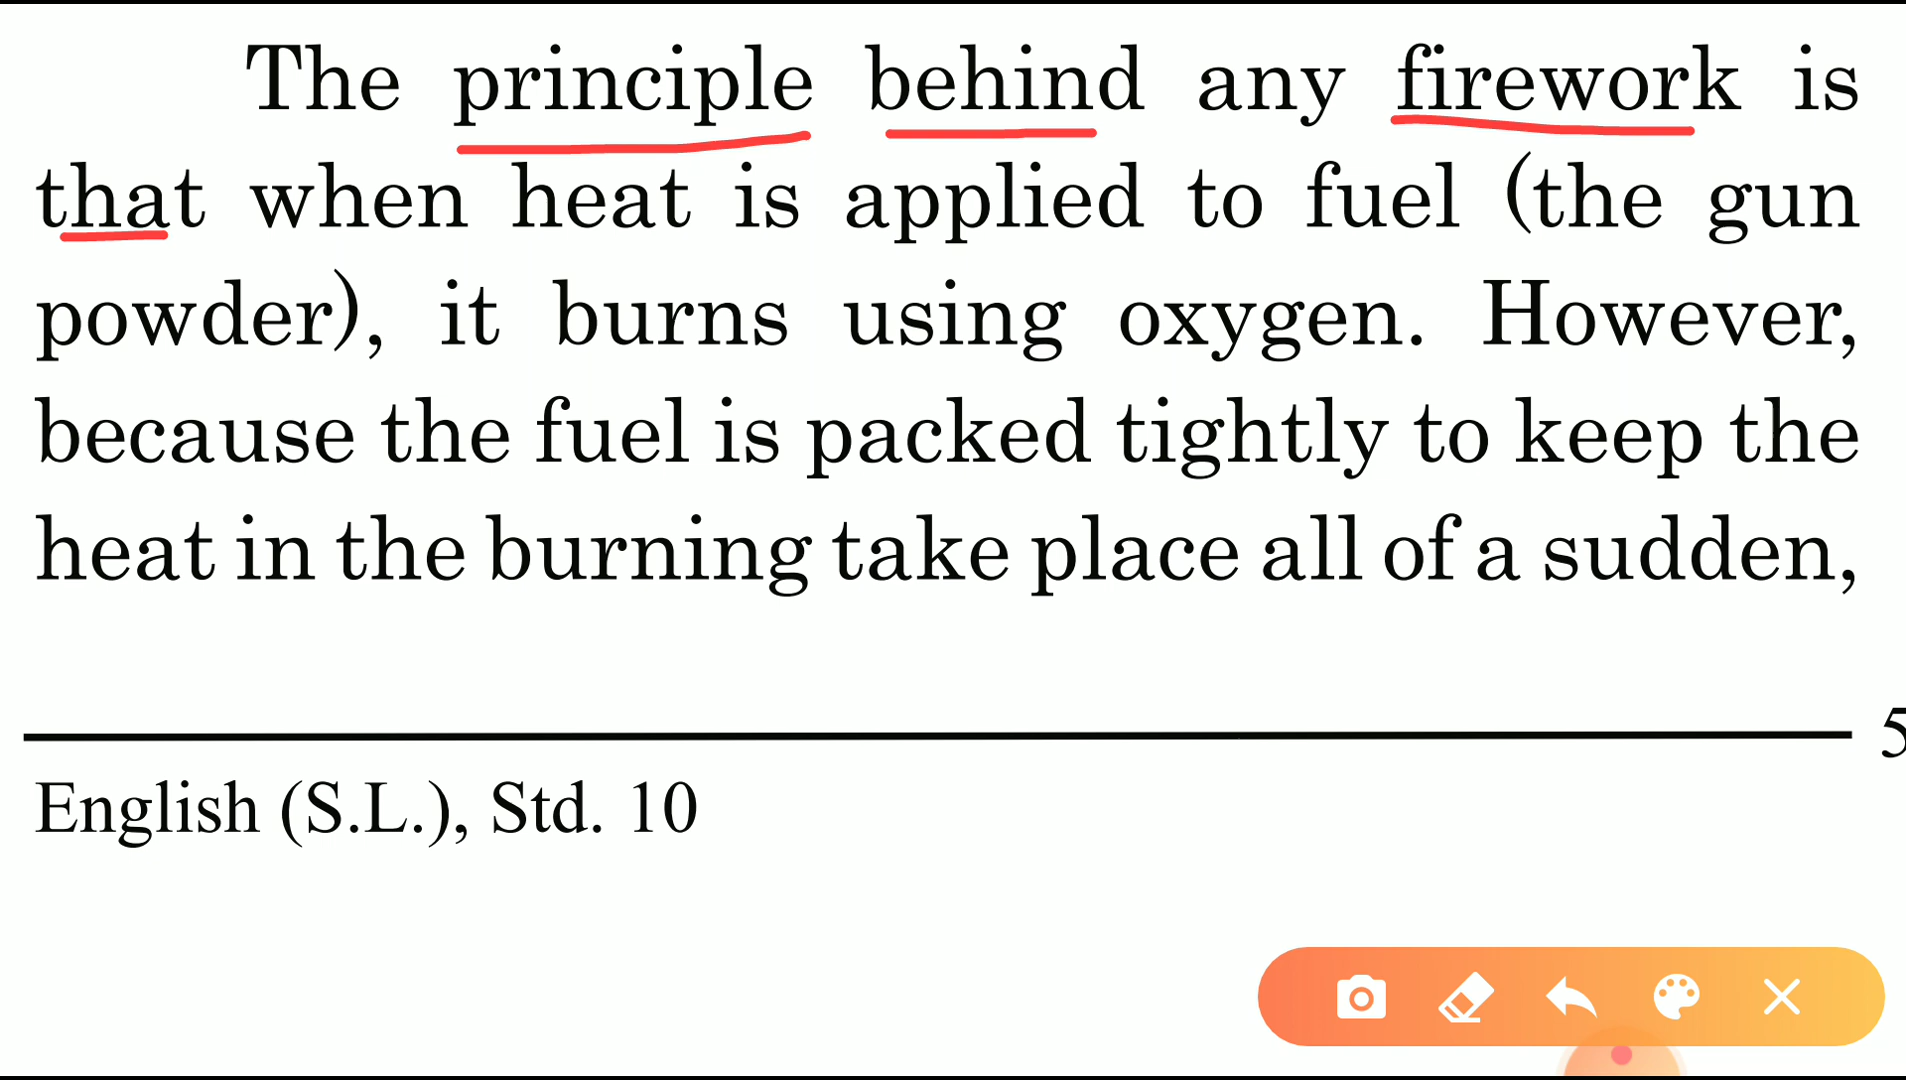 The principle behind any firework is
that when heat is applied to fuel (the gun
powder), it burns using oxygen. However,
because the fuel is packed tightly to keep the
heat in the burning take place all of a sudden,
5
English (S.L.), Std. 10